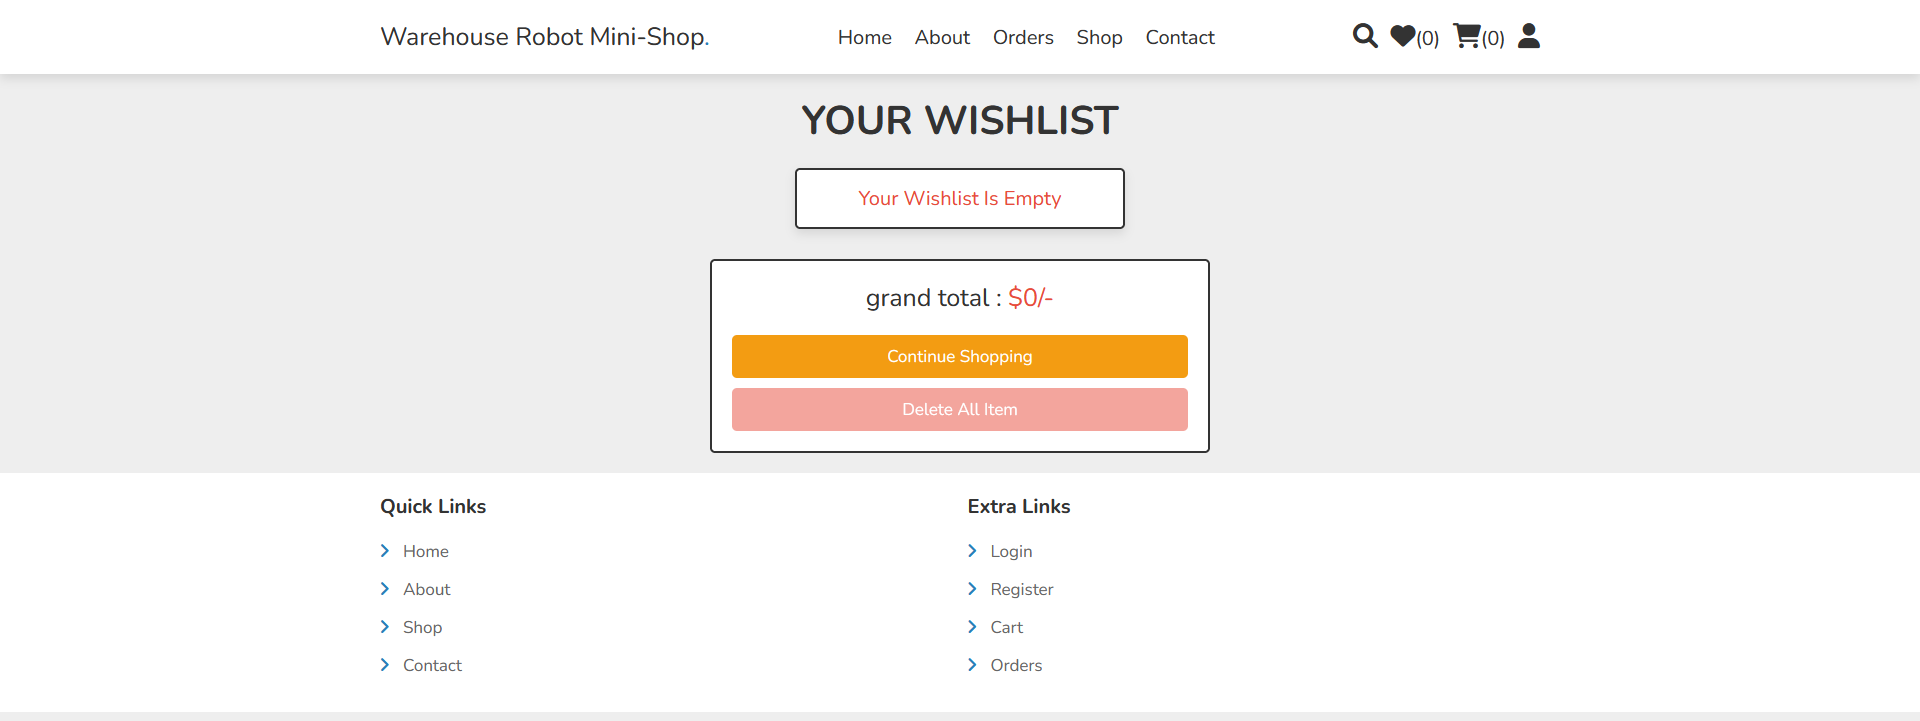 Warehouse Robot Mini-Shop.
Home About Orders Shop Contact
(0) (0)
YOUR WISHLIST
Your Wishlist Is Empty
grand total : $0/-
Continue Shopping
Delete All Item
Quick Links
Home
About
Shop
Contact
Extra Links
Login
Register
Cart
Orders